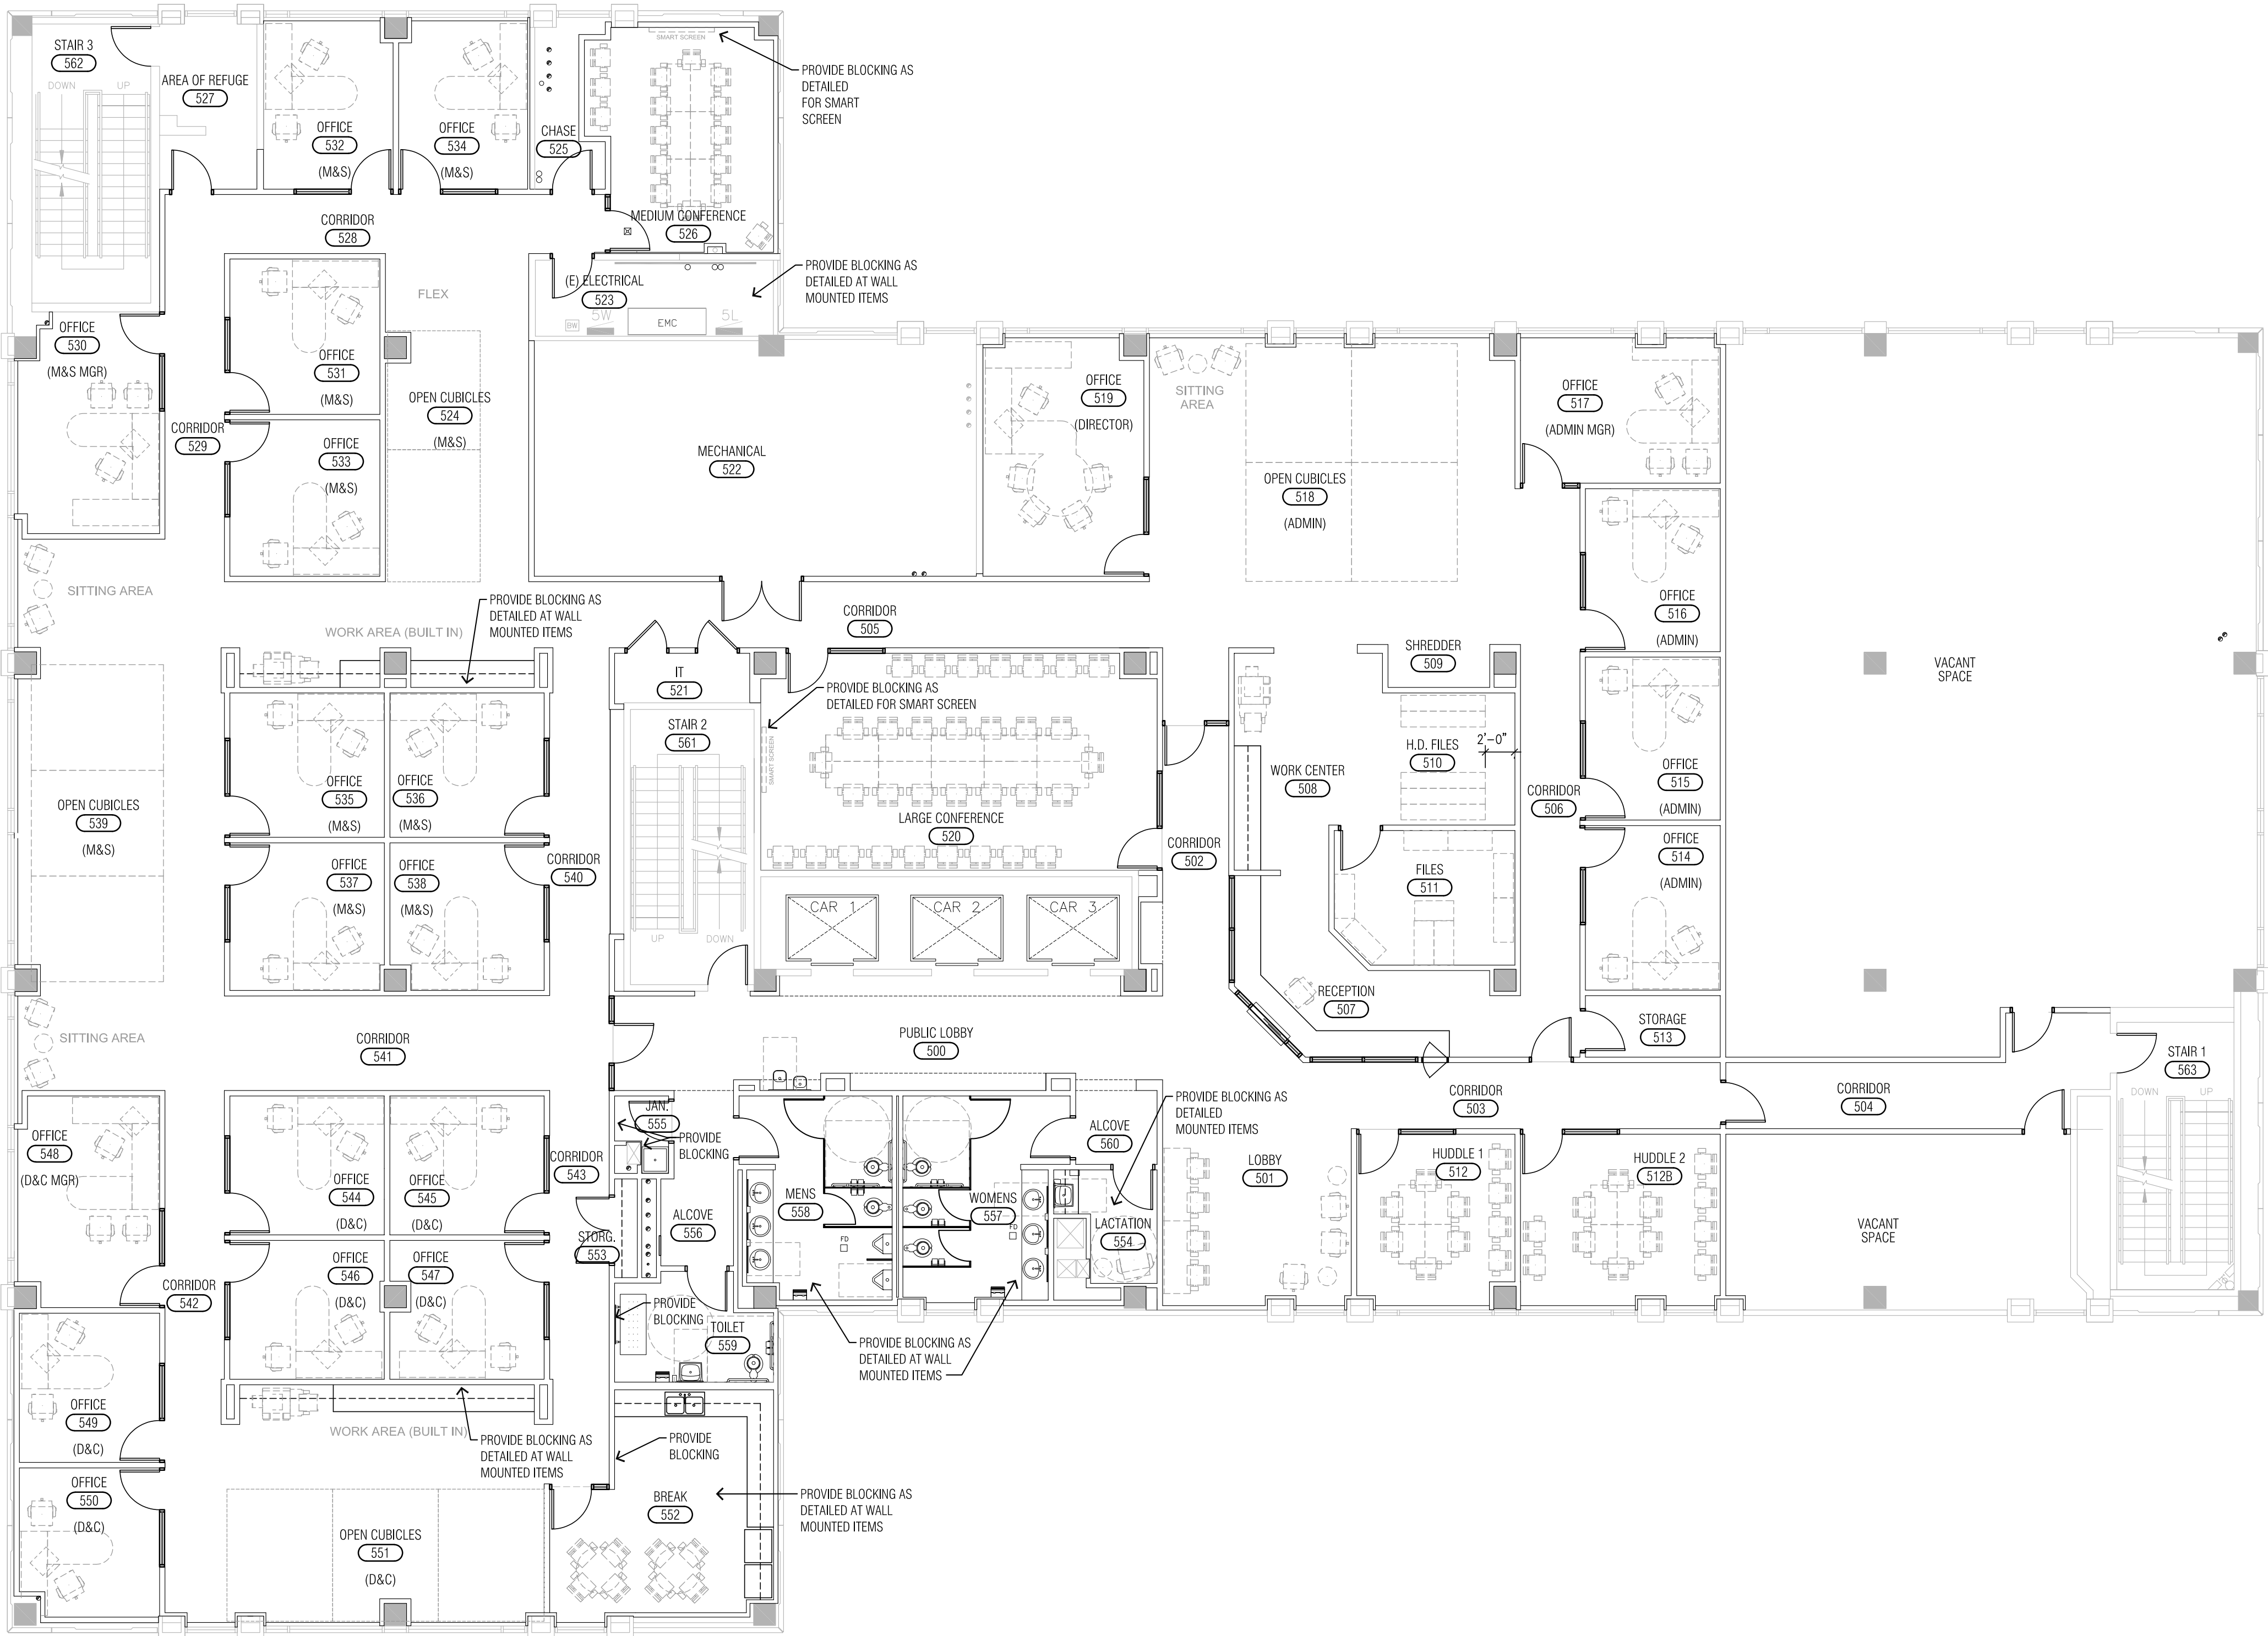 STAIR 3
562
DOWN
UP
AREA OF REFUGE
527
OFFICE
532
(M&S)
OFFICE
534
(M&S)
CHASE
525
SMART SCREEN
MEDIUM CONFERENCE
526
PROVIDE BLOCKING AS
DETAILED
FOR SMART
SCREEN
CORRIDOR
528
(E) ELECTRICAL
523
BW
5W
EMC
5L
PROVIDE BLOCKING AS
DETAILED AT WALL
MOUNTED ITEMS
FLEX
OFFICE
530
(M&S MGR)
OFFICE
531
(M&S)
OPEN CUBICLES
524
(M&S)
CORRIDOR
529
OFFICE
533
(M&S)
MECHANICAL
522
OFFICE
519
(DIRECTOR)
SITTING
AREA
OPEN CUBICLES
518
(ADMIN)
OFFICE
517
(ADMIN MGR)
SITTING AREA
WORK AREA (BUILT IN)
PROVIDE BLOCKING AS
DETAILED AT WALL
MOUNTED ITEMS
CORRIDOR
505
OFFICE
516
(ADMIN)
SHREDDER
509
VACANT
SPACE
IT
521
PROVIDE BLOCKING AS
DETAILED FOR SMART SCREEN
SMART SCREEN
STAIR 2
561
UP
DOWN
H.D. FILES
510
2'-0"
WORK CENTER
508
OFFICE
515
(ADMIN)
CORRIDOR
506
OPEN CUBICLES
539
(M&S)
OFFICE
535
(M&S)
OFFICE
536
(M&S)
LARGE CONFERENCE
520
CORRIDOR
502
OFFICE
514
(ADMIN)
OFFICE
537
(M&S)
OFFICE
538
(M&S)
CORRIDOR
540
FILES
511
CAR 1
CAR 2
CAR 3
RECEPTION
507
STORAGE
513
SITTING AREA
CORRIDOR
541
PUBLIC LOBBY
500
STAIR 1
563
DOWN
UP
CORRIDOR
503
CORRIDOR
504
PROVIDE BLOCKING AS
DETAILED
MOUNTED ITEMS
JAN.
555
PROVIDE
BLOCKING
ALCOVE
560
OFFICE
548
(D&C MGR)
OFFICE
544
(D&C)
OFFICE
545
(D&C)
CORRIDOR
543
MENS
558
FD
WOMENS
557
FD
LOBBY
501
HUDDLE 1
512
HUDDLE 2
512B
ALCOVE
556
LACTATION
554
VACANT
SPACE
STORG.
553
OFFICE
546
(D&C)
OFFICE
547
(D&C)
CORRIDOR
542
PROVIDE
BLOCKING
TOILET
559
PROVIDE BLOCKING AS
DETAILED AT WALL
MOUNTED ITEMS
OFFICE
549
(D&C)
WORK AREA (BUILT IN)
PROVIDE BLOCKING AS
DETAILED AT WALL
MOUNTED ITEMS
PROVIDE
BLOCKING
OFFICE
550
(D&C)
BREAK
552
PROVIDE BLOCKING AS
DETAILED AT WALL
MOUNTED ITEMS
OPEN CUBICLES
551
(D&C)